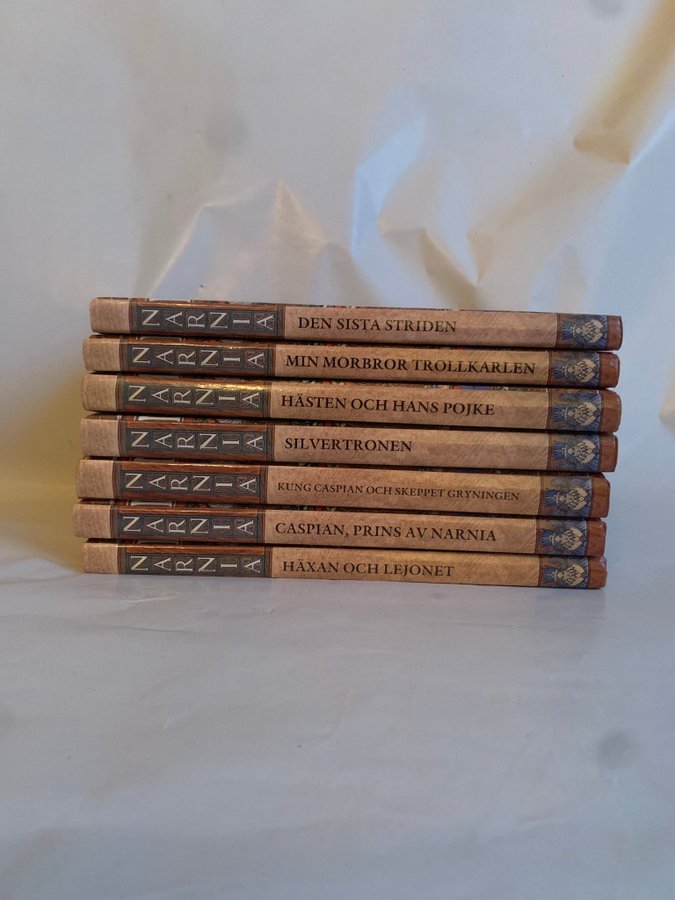 NARNIA DEN SISTA STRIDEN
NARNIA MIN MORBROR TROLLKARLEN
NARNIA HÄSTEN OCH HANS POJKE
NARNIA SILVERTRONEN
NARNIA KUNG CASPIAN OCH SKEPPET GRYNINGEN
NARNIA CASPIAN, PRINS AV NARNIA
NARNIA HÄXAN OCH LEJONET